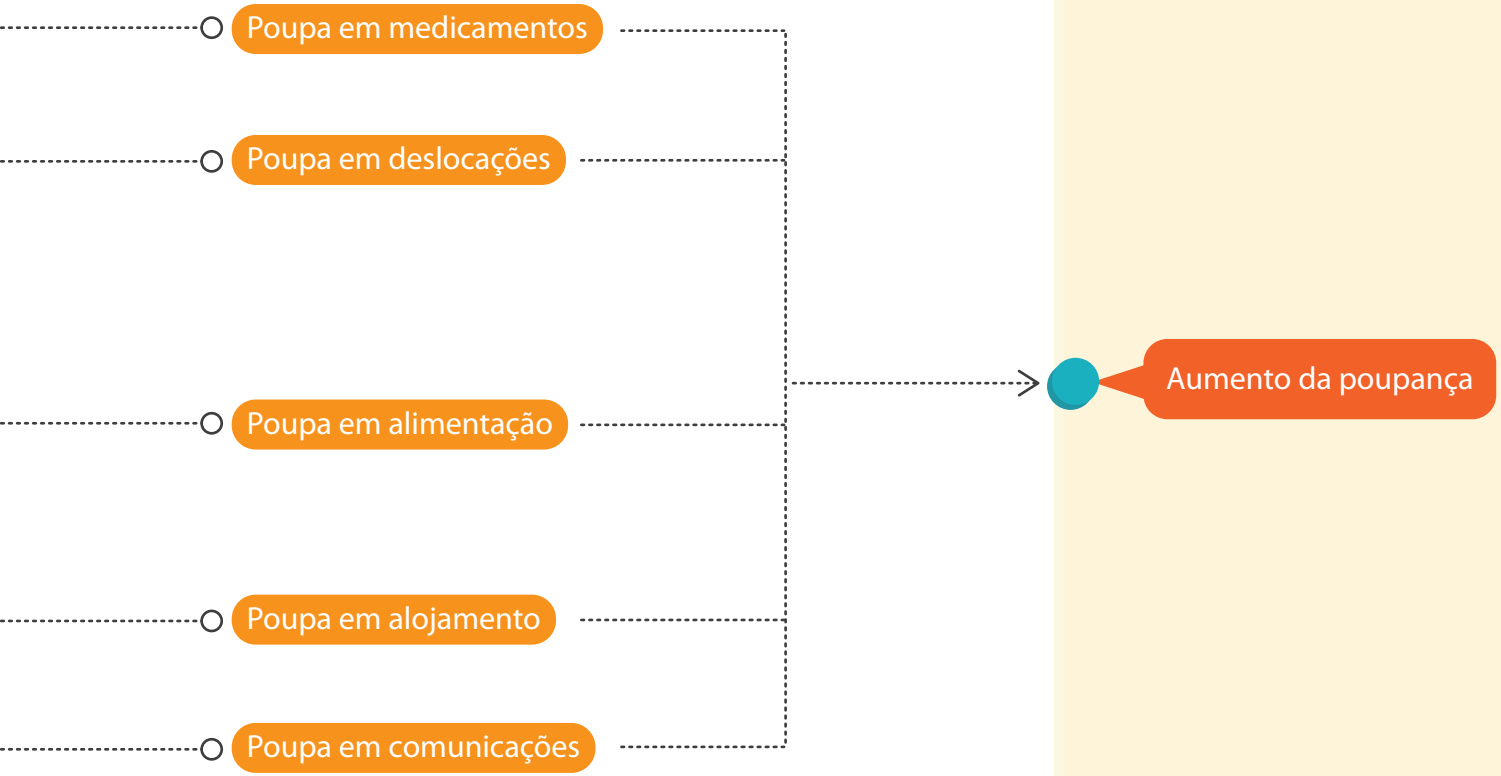 Poupa em medicamentos
Poupa em deslocações
Aumento da poupança
Poupa em alimentação
Poupa em alojamento
Poupa em comunicações